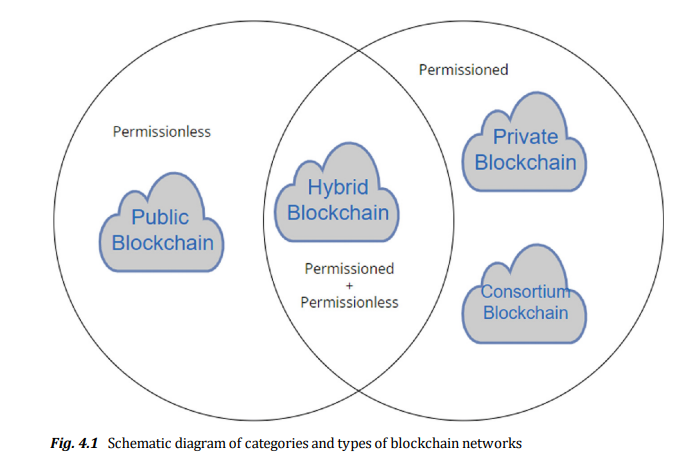 Permissionless
Public
Blockchain
Hybrid
Blockchain
Permissioned
+
Permissionless
Permissioned
Private
Blockchain
Consortium
Blockchain
Fig. 4.1 Schematic diagram of categories and types of blockchain networks